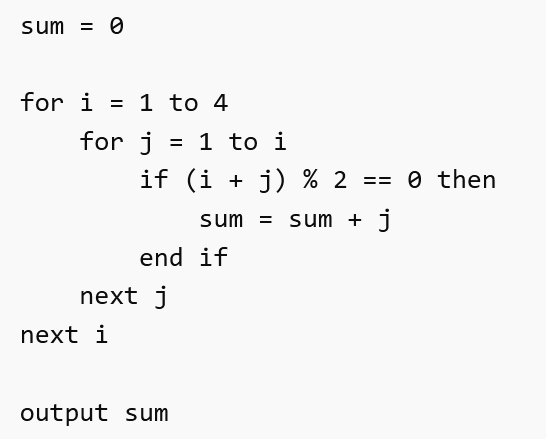 sum = 0
for i = 1 to 4
    for j = 1 to i
        if (i + j) % 2 == 0 then
            sum = sum + j
        end if
    next j
next i
output sum